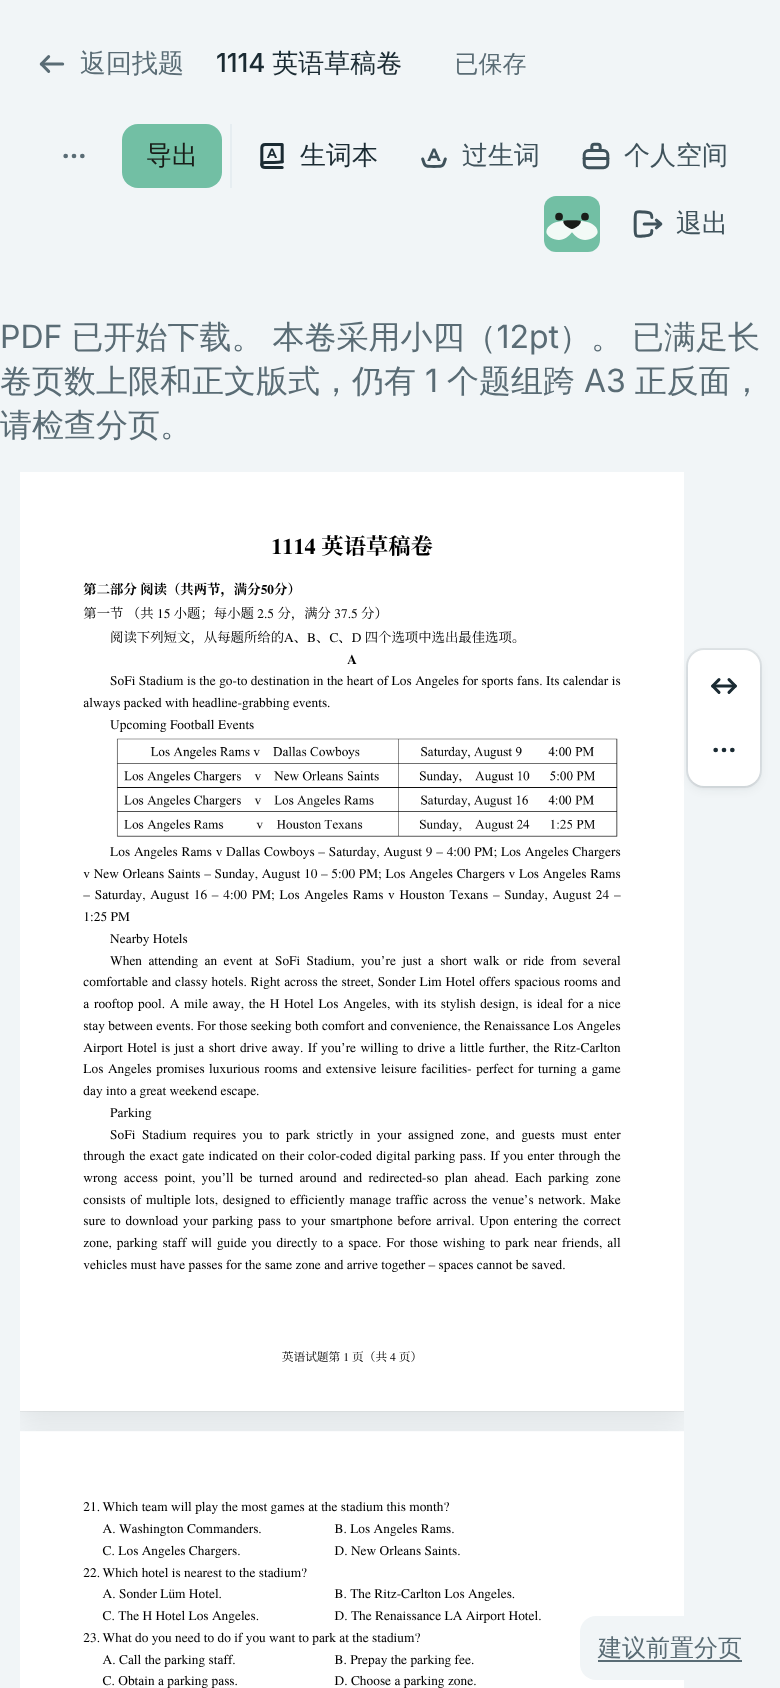 返回找题 1114 英语草稿卷 已保存
导出 生词本 过生词 个人空间
退出
PDF 已开始下载。 本卷采用小四（12pt）。 已满足长
卷页数上限和正文版式，仍有 1 个题组跨 A3 正反面，
请检查分页。
1114 英语草稿卷
第二部分 阅读（共两节，满分50分）
第一节 （共 15 小题；每小题 2.5 分，满分 37.5 分）
阅读下列短文，从每题所给的A、B、C、D 四个选项中选出最佳选项。
A
SoFi Stadium is the go-to destination in the heart of Los Angeles for sports fans. Its calendar is
always packed with headline-grabbing events.
Upcoming Football Events
Los Angeles Rams v Dallas Cowboys Saturday, August 9 4:00 PM
Los Angeles Chargers v New Orleans Saints Sunday, August 10 5:00 PM
Los Angeles Chargers v Los Angeles Rams Saturday, August 16 4:00 PM
Los Angeles Rams v Houston Texans Sunday, August 24 1:25 PM
Los Angeles Rams v Dallas Cowboys – Saturday, August 9 – 4:00 PM; Los Angeles Chargers
v New Orleans Saints – Sunday, August 10 – 5:00 PM; Los Angeles Chargers v Los Angeles Rams
– Saturday, August 16 – 4:00 PM; Los Angeles Rams v Houston Texans – Sunday, August 24 –
1:25 PM
Nearby Hotels
When attending an event at SoFi Stadium, you’re just a short walk or ride from several
comfortable and classy hotels. Right across the street, Sonder Lim Hotel offers spacious rooms and
a rooftop pool. A mile away, the H Hotel Los Angeles, with its stylish design, is ideal for a nice
stay between events. For those seeking both comfort and convenience, the Renaissance Los Angeles
Airport Hotel is just a short drive away. If you’re willing to drive a little further, the Ritz-Carlton
Los Angeles promises luxurious rooms and extensive leisure facilities- perfect for turning a game
day into a great weekend escape.
Parking
SoFi Stadium requires you to park strictly in your assigned zone, and guests must enter
through the exact gate indicated on their color-coded digital parking pass. If you enter through the
wrong access point, you’ll be turned around and redirected-so plan ahead. Each parking zone
consists of multiple lots, designed to efficiently manage traffic across the venue’s network. Make
sure to download your parking pass to your smartphone before arrival. Upon entering the correct
zone, parking staff will guide you directly to a space. For those wishing to park near friends, all
vehicles must have passes for the same zone and arrive together – spaces cannot be saved.
英语试题第 1 页（共 4 页）
21. Which team will play the most games at the stadium this month?
A. Washington Commanders. B. Los Angeles Rams.
C. Los Angeles Chargers. D. New Orleans Saints.
22. Which hotel is nearest to the stadium?
A. Sonder Lüm Hotel. B. The Ritz-Carlton Los Angeles.
C. The H Hotel Los Angeles. D. The Renaissance LA Airport Hotel.
23. What do you need to do if you want to park at the stadium?
A. Call the parking staff. B. Prepay the parking fee.
C. Obtain a parking pass. D. Choose a parking zone.
建议前置分页